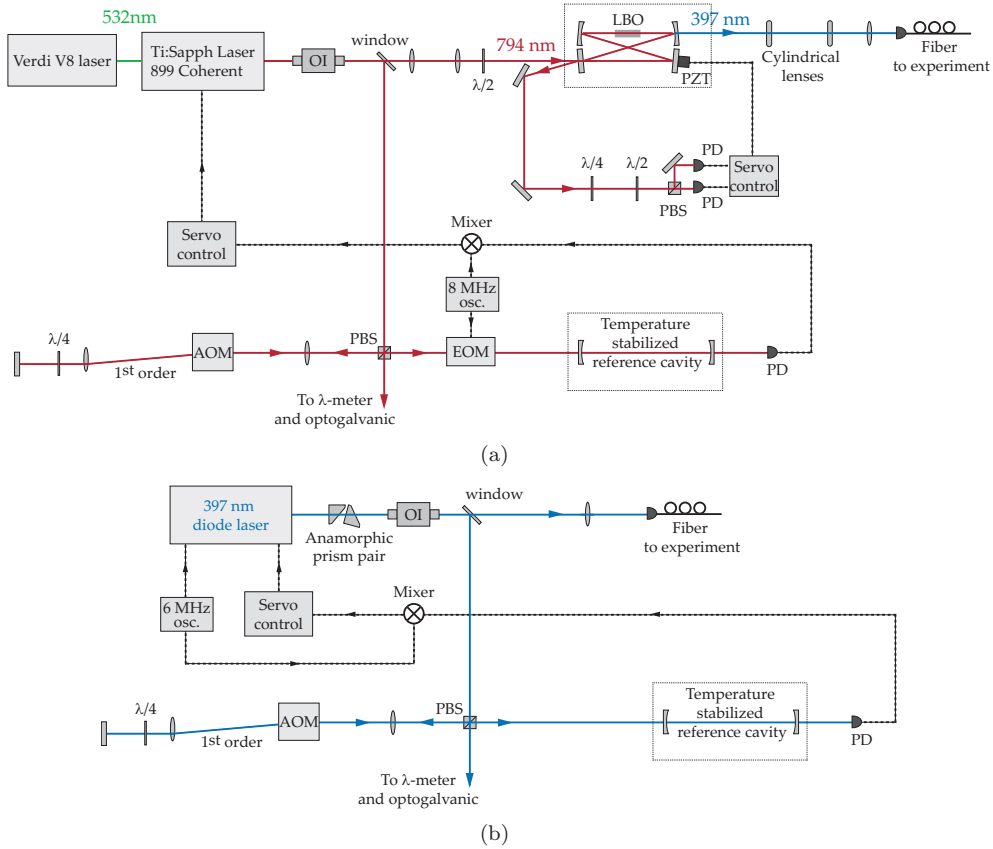 532nm
Verdi V8 laser
Ti:Sapph Laser
899 Coherent
OI
window
λ/2
794 nm
LBO
397 nm
PZT
Cylindrical
lenses
Fiber
to experiment
λ/4
λ/2
PBS
PD
PD
Servo
control
Servo
control
Mixer
8 MHz
osc.
λ/4
1st order
AOM
PBS
EOM
Temperature
stabilized
reference cavity
PD
To λ-meter
and optogalvanic
(a)
397 nm
diode laser
Anamorphic
prism pair
OI
window
Fiber
to experiment
6 MHz
osc.
Servo
control
Mixer
λ/4
1st order
AOM
PBS
Temperature
stabilized
reference cavity
PD
To λ-meter
and optogalvanic
(b)